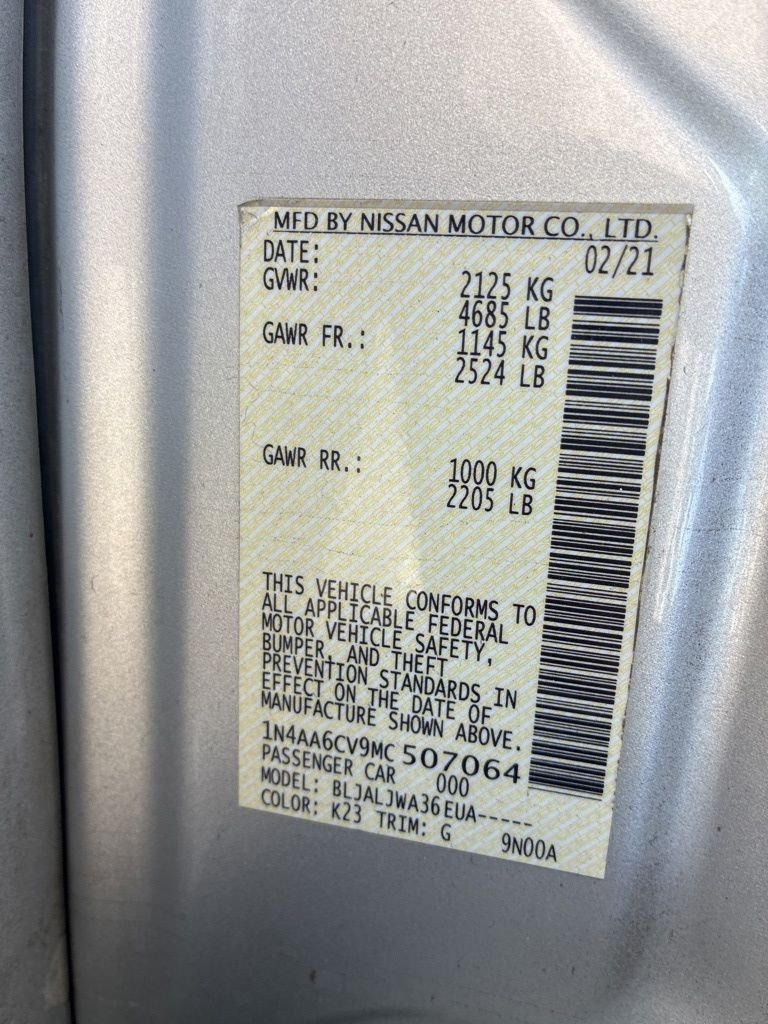 MFD BY NISSAN MOTOR CO., LTD.
DATE: 02/21
GVWR: 2125 KG
4685 LB
GAWR FR.: 1145 KG
2524 LB
GAWR RR.: 1000 KG
2205 LB
THIS VEHICLE CONFORMS TO
ALL APPLICABLE FEDERAL
MOTOR VEHICLE SAFETY,
BUMPER, AND THEFT
PREVENTION STANDARDS IN
EFFECT ON THE DATE OF
MANUFACTURE SHOWN ABOVE.
1N4AA6CV9MC 507064
PASSENGER CAR 000
MODEL: BLJALJWA36EUA-----
COLOR: K23 TRIM: G 9N00A